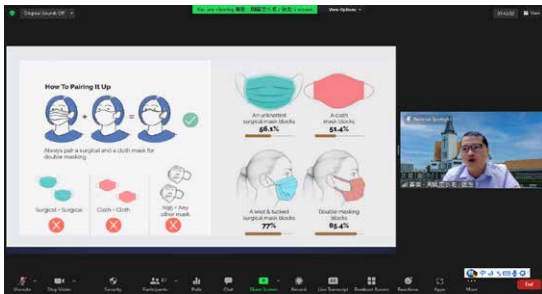 Original Sound: Off
View Options
View
How To Pairing It Up
Always pair a surgical and a cloth mask for
double masking.
Surgical + Surgical
Cloth + Cloth
N95 + Any
other mask
An unknotted
surgical mask blocks
56.1%
A cloth
mask blocks
51.4%
A knot & tucked
surgical mask blocks
77%
Double masking
blocks
85.4%
Remove Spotlight
Unmute
Stop Video
Security
Participants
Polls
Chat
Share Screen
Record
Live Transcript
Breakout Rooms
Reactions
Apps
More
End